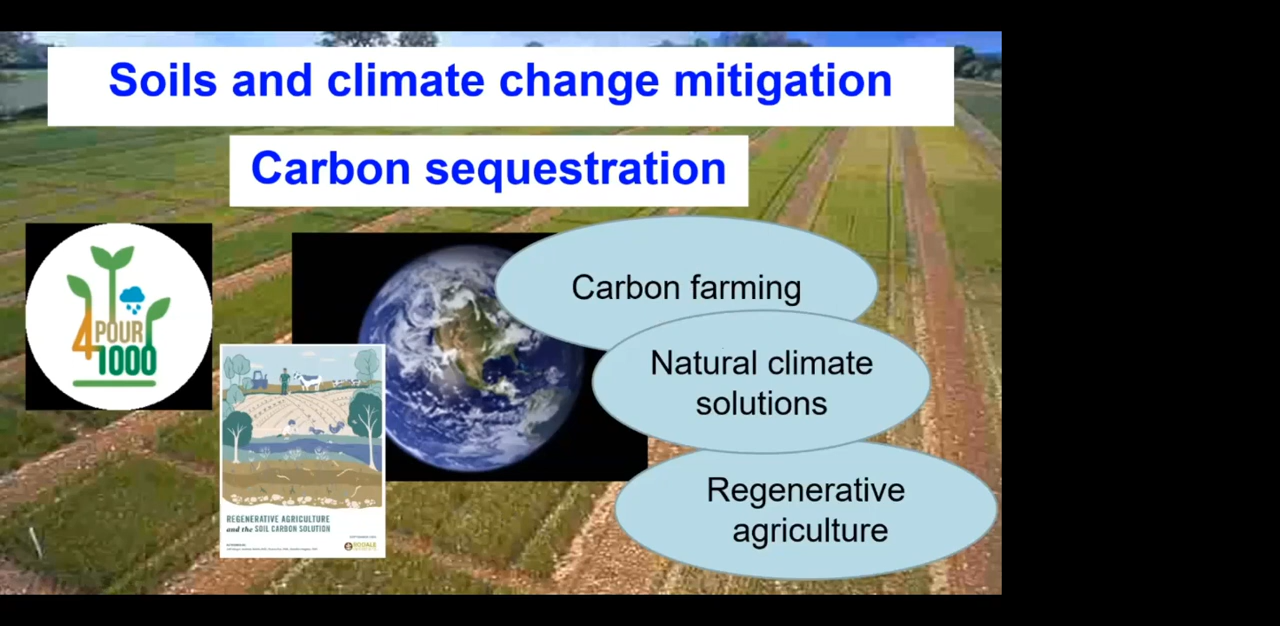 Soils and climate change mitigation
Carbon sequestration
4 POUR
1000
Carbon farming
Natural climate
solutions
Regenerative
agriculture
REGENERATIVE AGRICULTURE
and the SOIL CARBON SOLUTION
RODALE